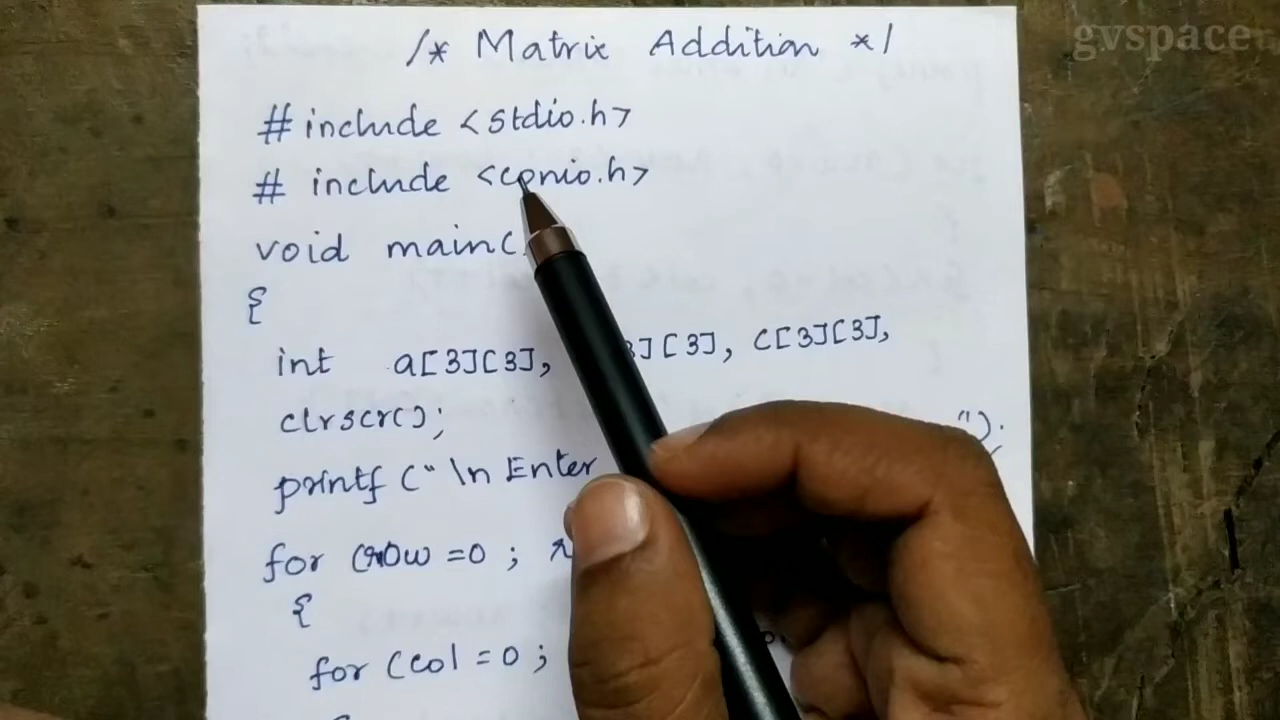 gvspace
/* Matrix Addition */
# include <stdio.h>
# include <conio.h>
void main(
{
int a[3][3], 3][3], c[3][3],
clrscr();
printf (" \n Enter ");
for (row =0 ;
{
for (col = 0 ;